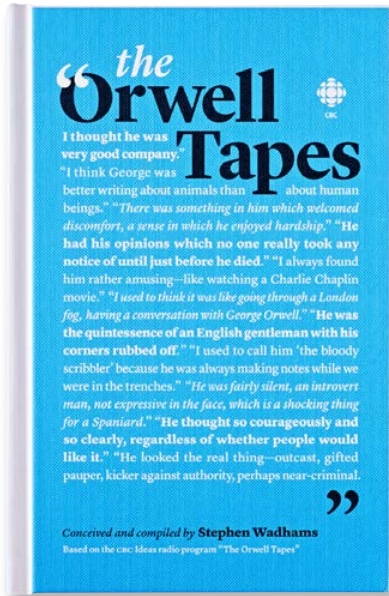 the
“Orwell
Tapes
CBC
I thought he was
very good company.”
“I think George was
better writing about animals than about human
beings.” “There was something in him which welcomed
discomfort, a sense in which he enjoyed hardship.” “He
had his opinions which no one really took any
notice of until just before he died.” “I always found
him rather amusing—like watching a Charlie Chaplin
movie.” “I used to think it was like going through a London
fog, having a conversation with George Orwell.” “He was
the quintessence of an English gentleman with his
corners rubbed off.” “I used to call him ‘the bloody
scribbler’ because he was always making notes while we
were in the trenches.” “He was fairly silent, an introvert
man, not expressive in the face, which is a shocking thing
for a Spaniard.” “He thought so courageously and
so clearly, regardless of whether people would
like it.” “He looked the real thing—outcast, gifted
pauper, kicker against authority, perhaps near-criminal.
”
Conceived and compiled by Stephen Wadhams
Based on the CBC Ideas radio program “The Orwell Tapes”